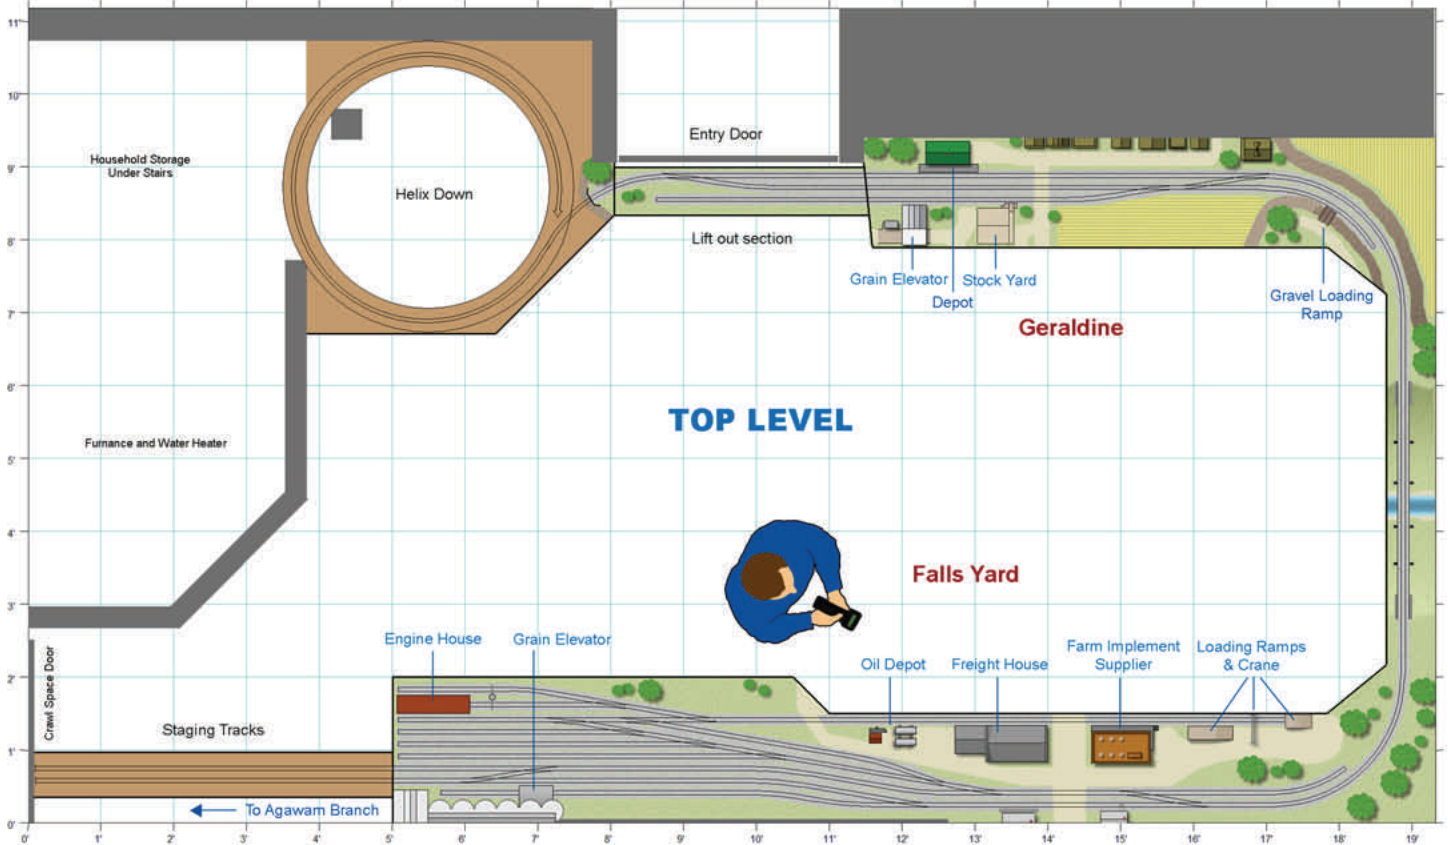 11'
10'
9'
8'
7'
6'
5'
4'
3'
2'
1'
0'
Household Storage
Under Stairs
Helix Down
Entry Door
Lift out section
Grain Elevator
Stock Yard
Depot
Gravel Loading
Ramp
Geraldine
TOP LEVEL
Furnance and Water Heater
Falls Yard
Crawl Space Door
Engine House
Grain Elevator
Oil Depot
Freight House
Farm Implement
Supplier
Loading Ramps
& Crane
Staging Tracks
To Agawam Branch
0'
1'
2'
3'
4'
5'
6'
7'
8'
9'
10'
11'
12'
13'
14'
15'
16'
17'
18'
19'